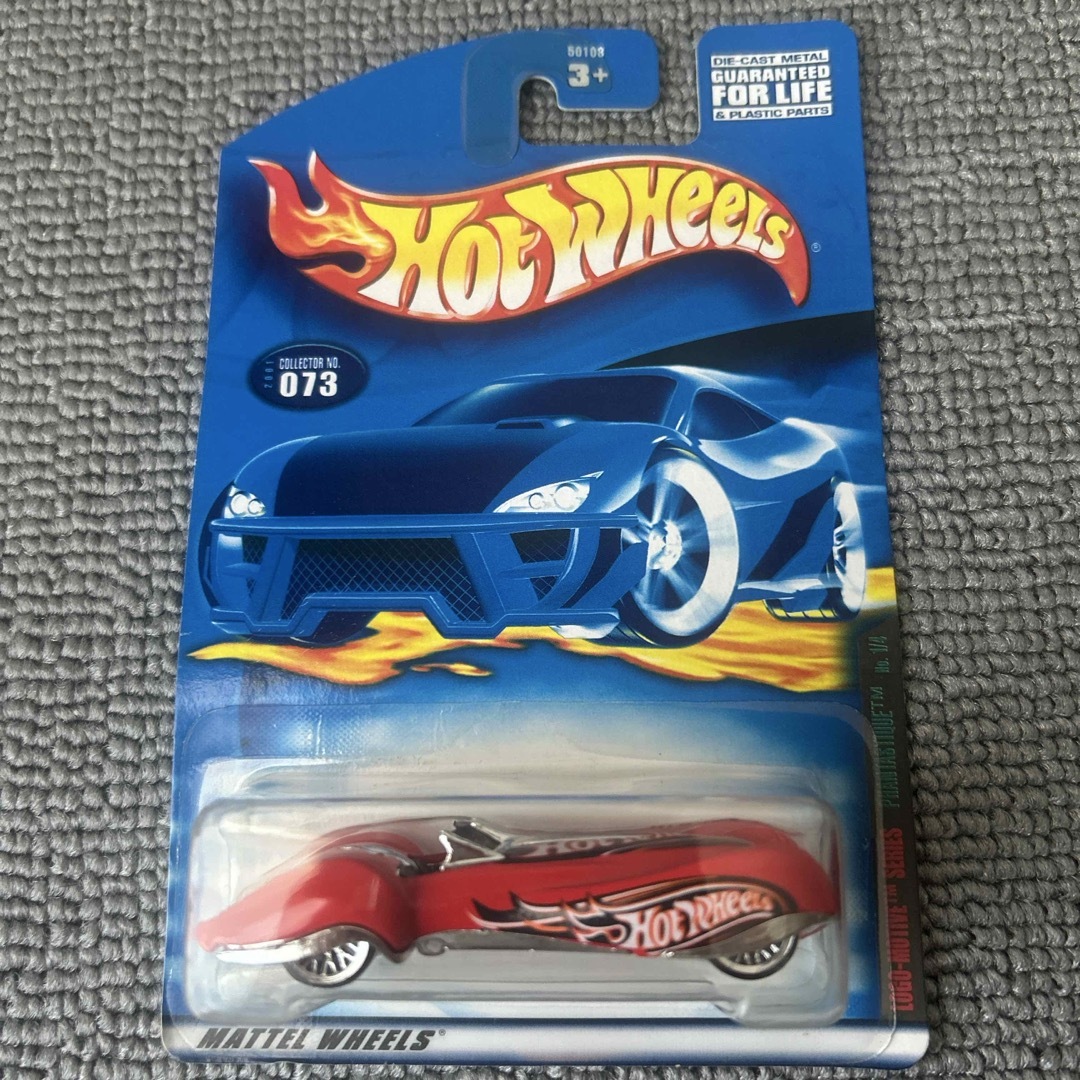 50108
3+
DIE-CAST METAL
GUARANTEED
FOR LIFE
& PLASTIC PARTS
HOT WHEELS®
2001
COLLECTOR NO.
073
LOGO-MOTIVE™ SERIES PHANTASTIQUE™ No. 1/4
HOT WHEELS
MATTEL WHEELS®